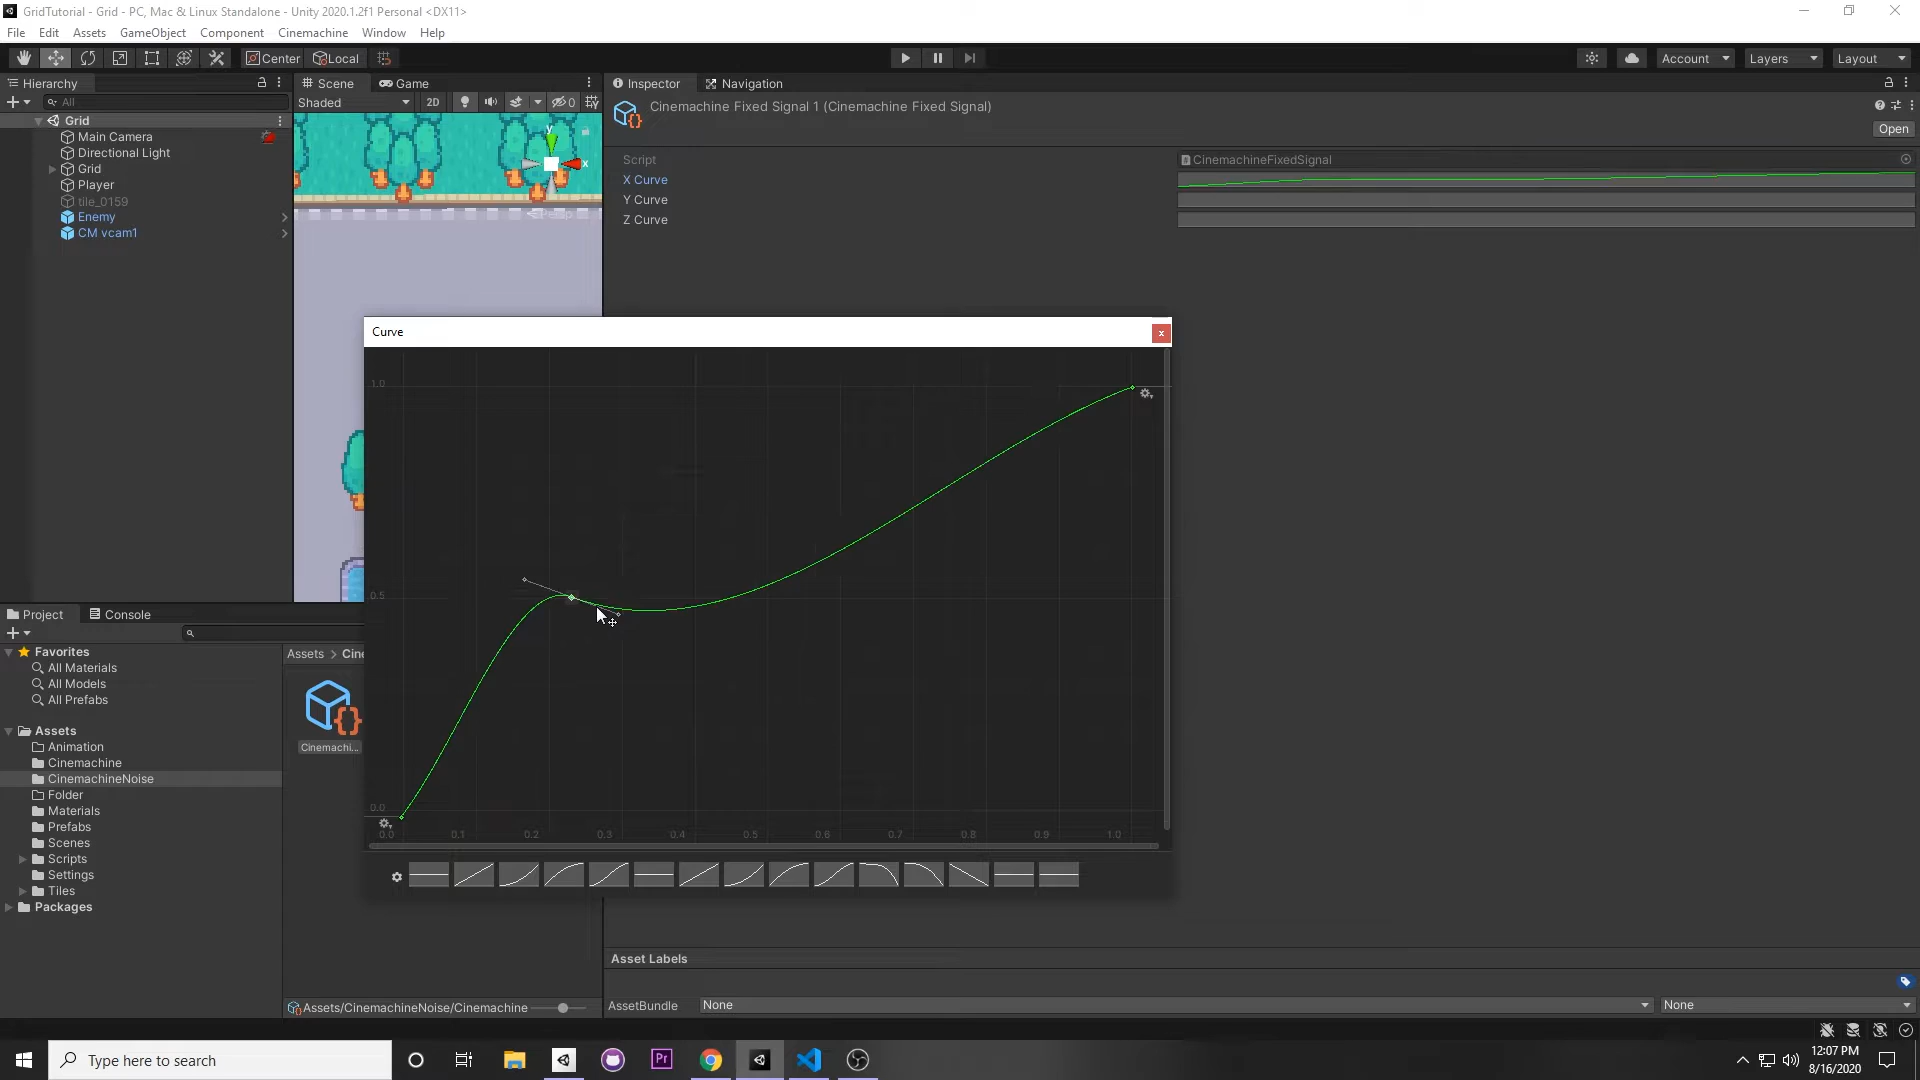 GridTutorial - Grid - PC, Mac & Linux Standalone - Unity 2020.1.2f1 Personal <DX11>
File Edit Assets GameObject Component Cinemachine Window Help
Center Local Account Layers Layout
Hierarchy Scene Game Inspector Navigation
All Shaded 2D 0 Cinemachine Fixed Signal 1 (Cinemachine Fixed Signal)
Open
Grid
Main Camera
Directional Light
Grid
Player
tile_0159
Enemy
CM vcam1
y
x
Persp
Script CinemachineFixedSignal
X Curve
Y Curve
Z Curve
Curve x
1.0
0.5
0.0
0.0 0.1 0.2 0.3 0.4 0.5 0.6 0.7 0.8 0.9 1.0
Project Console
Favorites
All Materials
All Models
All Prefabs
Assets
Animation
Cinemachine
CinemachineNoise
Folder
Materials
Prefabs
Scenes
Scripts
Settings
Tiles
Packages
Assets > Cine
Cinemachi...
Assets/CinemachineNoise/Cinemachine
Asset Labels
AssetBundle None None
Type here to search
Pr
12:07 PM
8/16/2020